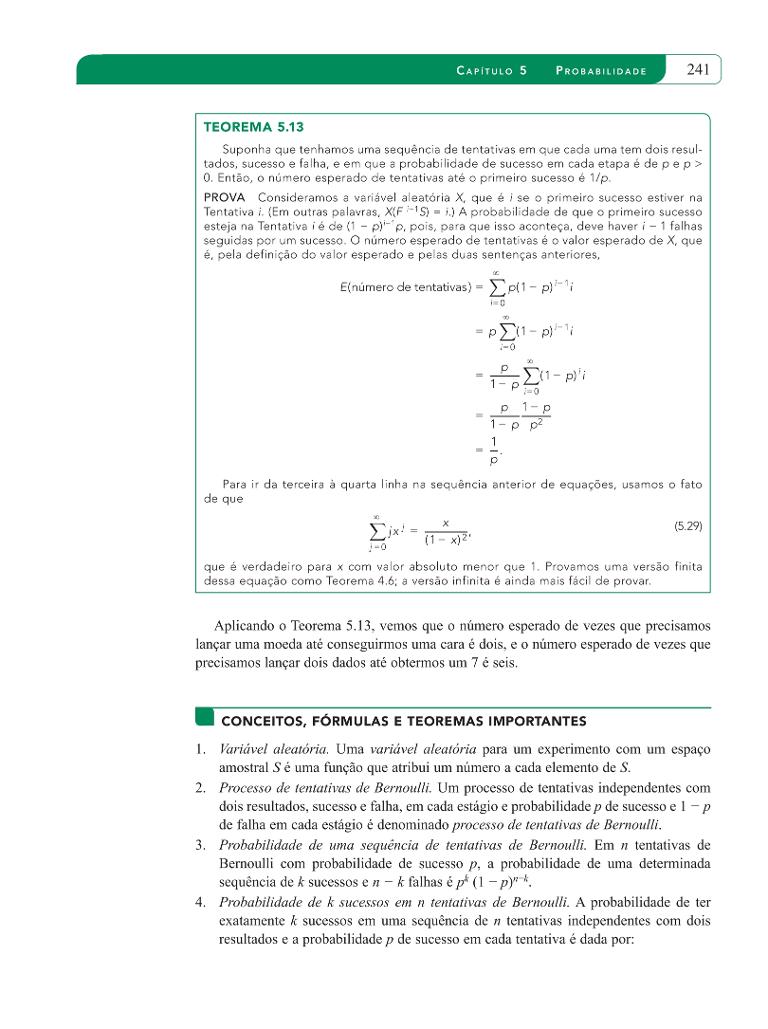 CAPÍTULO 5 PROBABILIDADE 241
TEOREMA 5.13
Suponha que tenhamos uma sequência de tentativas em que cada uma tem dois resul-
tados, sucesso e falha, e em que a probabilidade de sucesso em cada etapa é de p e p >
0. Então, o número esperado de tentativas até o primeiro sucesso é 1/p.
PROVA Consideramos a variável aleatória X, que é i se o primeiro sucesso estiver na
Tentativa i. (Em outras palavras, X(F^{i−1}S) = i.) A probabilidade de que o primeiro sucesso
esteja na Tentativa i é de (1 − p)^{i−1}p, pois, para que isso aconteça, deve haver i − 1 falhas
seguidas por um sucesso. O número esperado de tentativas é o valor esperado de X, que
é, pela definição do valor esperado e pelas duas sentenças anteriores,
E(número de tentativas) = \sum_{i=0}^{∞} p(1 − p)^{i−1} i
= p \sum_{i=0}^{∞} (1 − p)^{i−1} i
= \frac{p}{1 − p} \sum_{i=0}^{∞} (1 − p)^{i} i
= \frac{p}{1 − p} \frac{1 − p}{p^2}
= \frac{1}{p}.
Para ir da terceira à quarta linha na sequência anterior de equações, usamos o fato
de que
\sum_{j=0}^{∞} jx^{j} = \frac{x}{(1 − x)^2}, (5.29)
que é verdadeiro para x com valor absoluto menor que 1. Provamos uma versão finita
dessa equação como Teorema 4.6; a versão infinita é ainda mais fácil de provar.
Aplicando o Teorema 5.13, vemos que o número esperado de vezes que precisamos
lançar uma moeda até conseguirmos uma cara é dois, e o número esperado de vezes que
precisamos lançar dois dados até obtermos um 7 é seis.
CONCEITOS, FÓRMULAS E TEOREMAS IMPORTANTES
1. Variável aleatória. Uma variável aleatória para um experimento com um espaço
amostral S é uma função que atribui um número a cada elemento de S.
2. Processo de tentativas de Bernoulli. Um processo de tentativas independentes com
dois resultados, sucesso e falha, em cada estágio e probabilidade p de sucesso e 1 − p
de falha em cada estágio é denominado processo de tentativas de Bernoulli.
3. Probabilidade de uma sequência de tentativas de Bernoulli. Em n tentativas de
Bernoulli com probabilidade de sucesso p, a probabilidade de uma determinada
sequência de k sucessos e n − k falhas é p^k (1 − p)^{n−k}.
4. Probabilidade de k sucessos em n tentativas de Bernoulli. A probabilidade de ter
exatamente k sucessos em uma sequência de n tentativas independentes com dois
resultados e a probabilidade p de sucesso em cada tentativa é dada por: